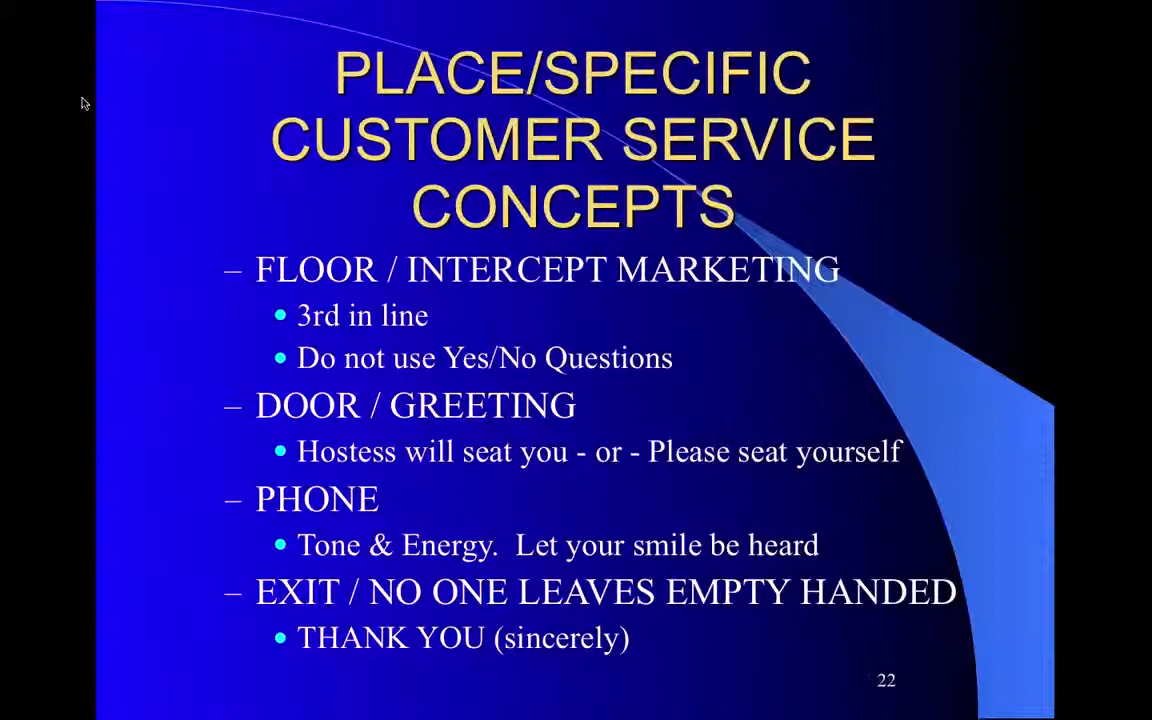 PLACE/SPECIFIC
CUSTOMER SERVICE
CONCEPTS
– FLOOR / INTERCEPT MARKETING
• 3rd in line
• Do not use Yes/No Questions
– DOOR / GREETING
• Hostess will seat you - or - Please seat yourself
– PHONE
• Tone & Energy.  Let your smile be heard
– EXIT / NO ONE LEAVES EMPTY HANDED
• THANK YOU (sincerely)
22